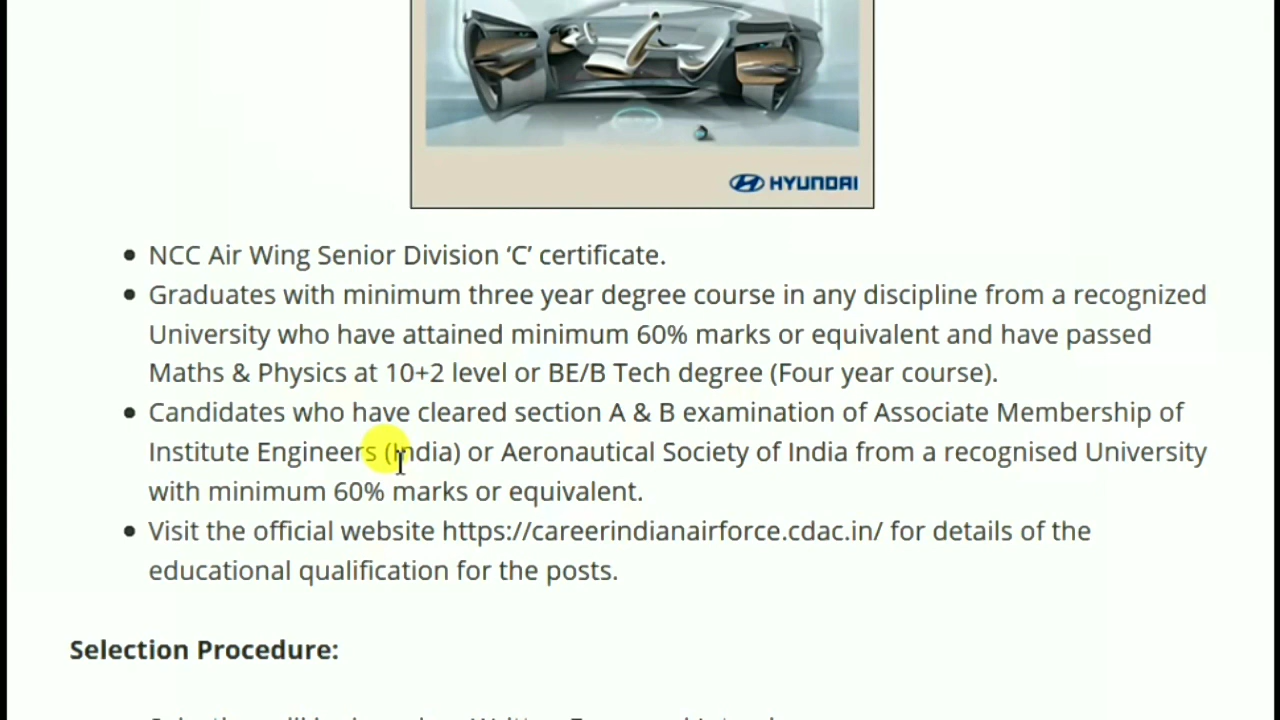 HYUNDAI
NCC Air Wing Senior Division ‘C’ certificate.
Graduates with minimum three year degree course in any discipline from a recognized
University who have attained minimum 60% marks or equivalent and have passed
Maths & Physics at 10+2 level or BE/B Tech degree (Four year course).
Candidates who have cleared section A & B examination of Associate Membership of
Institute Engineers (India) or Aeronautical Society of India from a recognised University
with minimum 60% marks or equivalent.
Visit the official website https://careerindianairforce.cdac.in/ for details of the
educational qualification for the posts.
Selection Procedure: